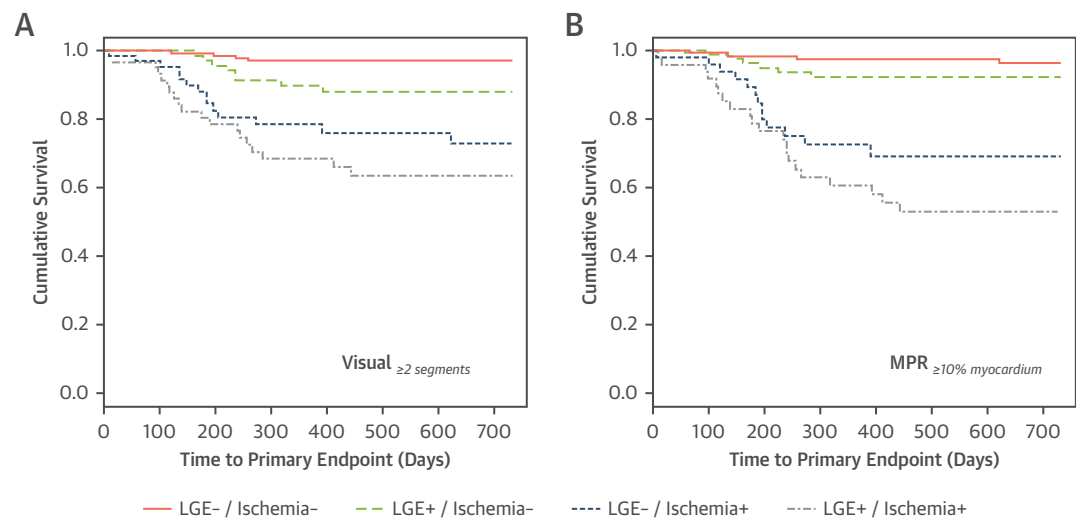 A
B
Cumulative Survival
1.0
0.8
0.6
0.4
0.2
0.0
Visual ≥2 segments
0 100 200 300 400 500 600 700
Time to Primary Endpoint (Days)
Cumulative Survival
1.0
0.8
0.6
0.4
0.2
0.0
MPR ≥10% myocardium
0 100 200 300 400 500 600 700
Time to Primary Endpoint (Days)
LGE− / Ischemia− LGE+ / Ischemia− LGE− / Ischemia+ LGE+ / Ischemia+